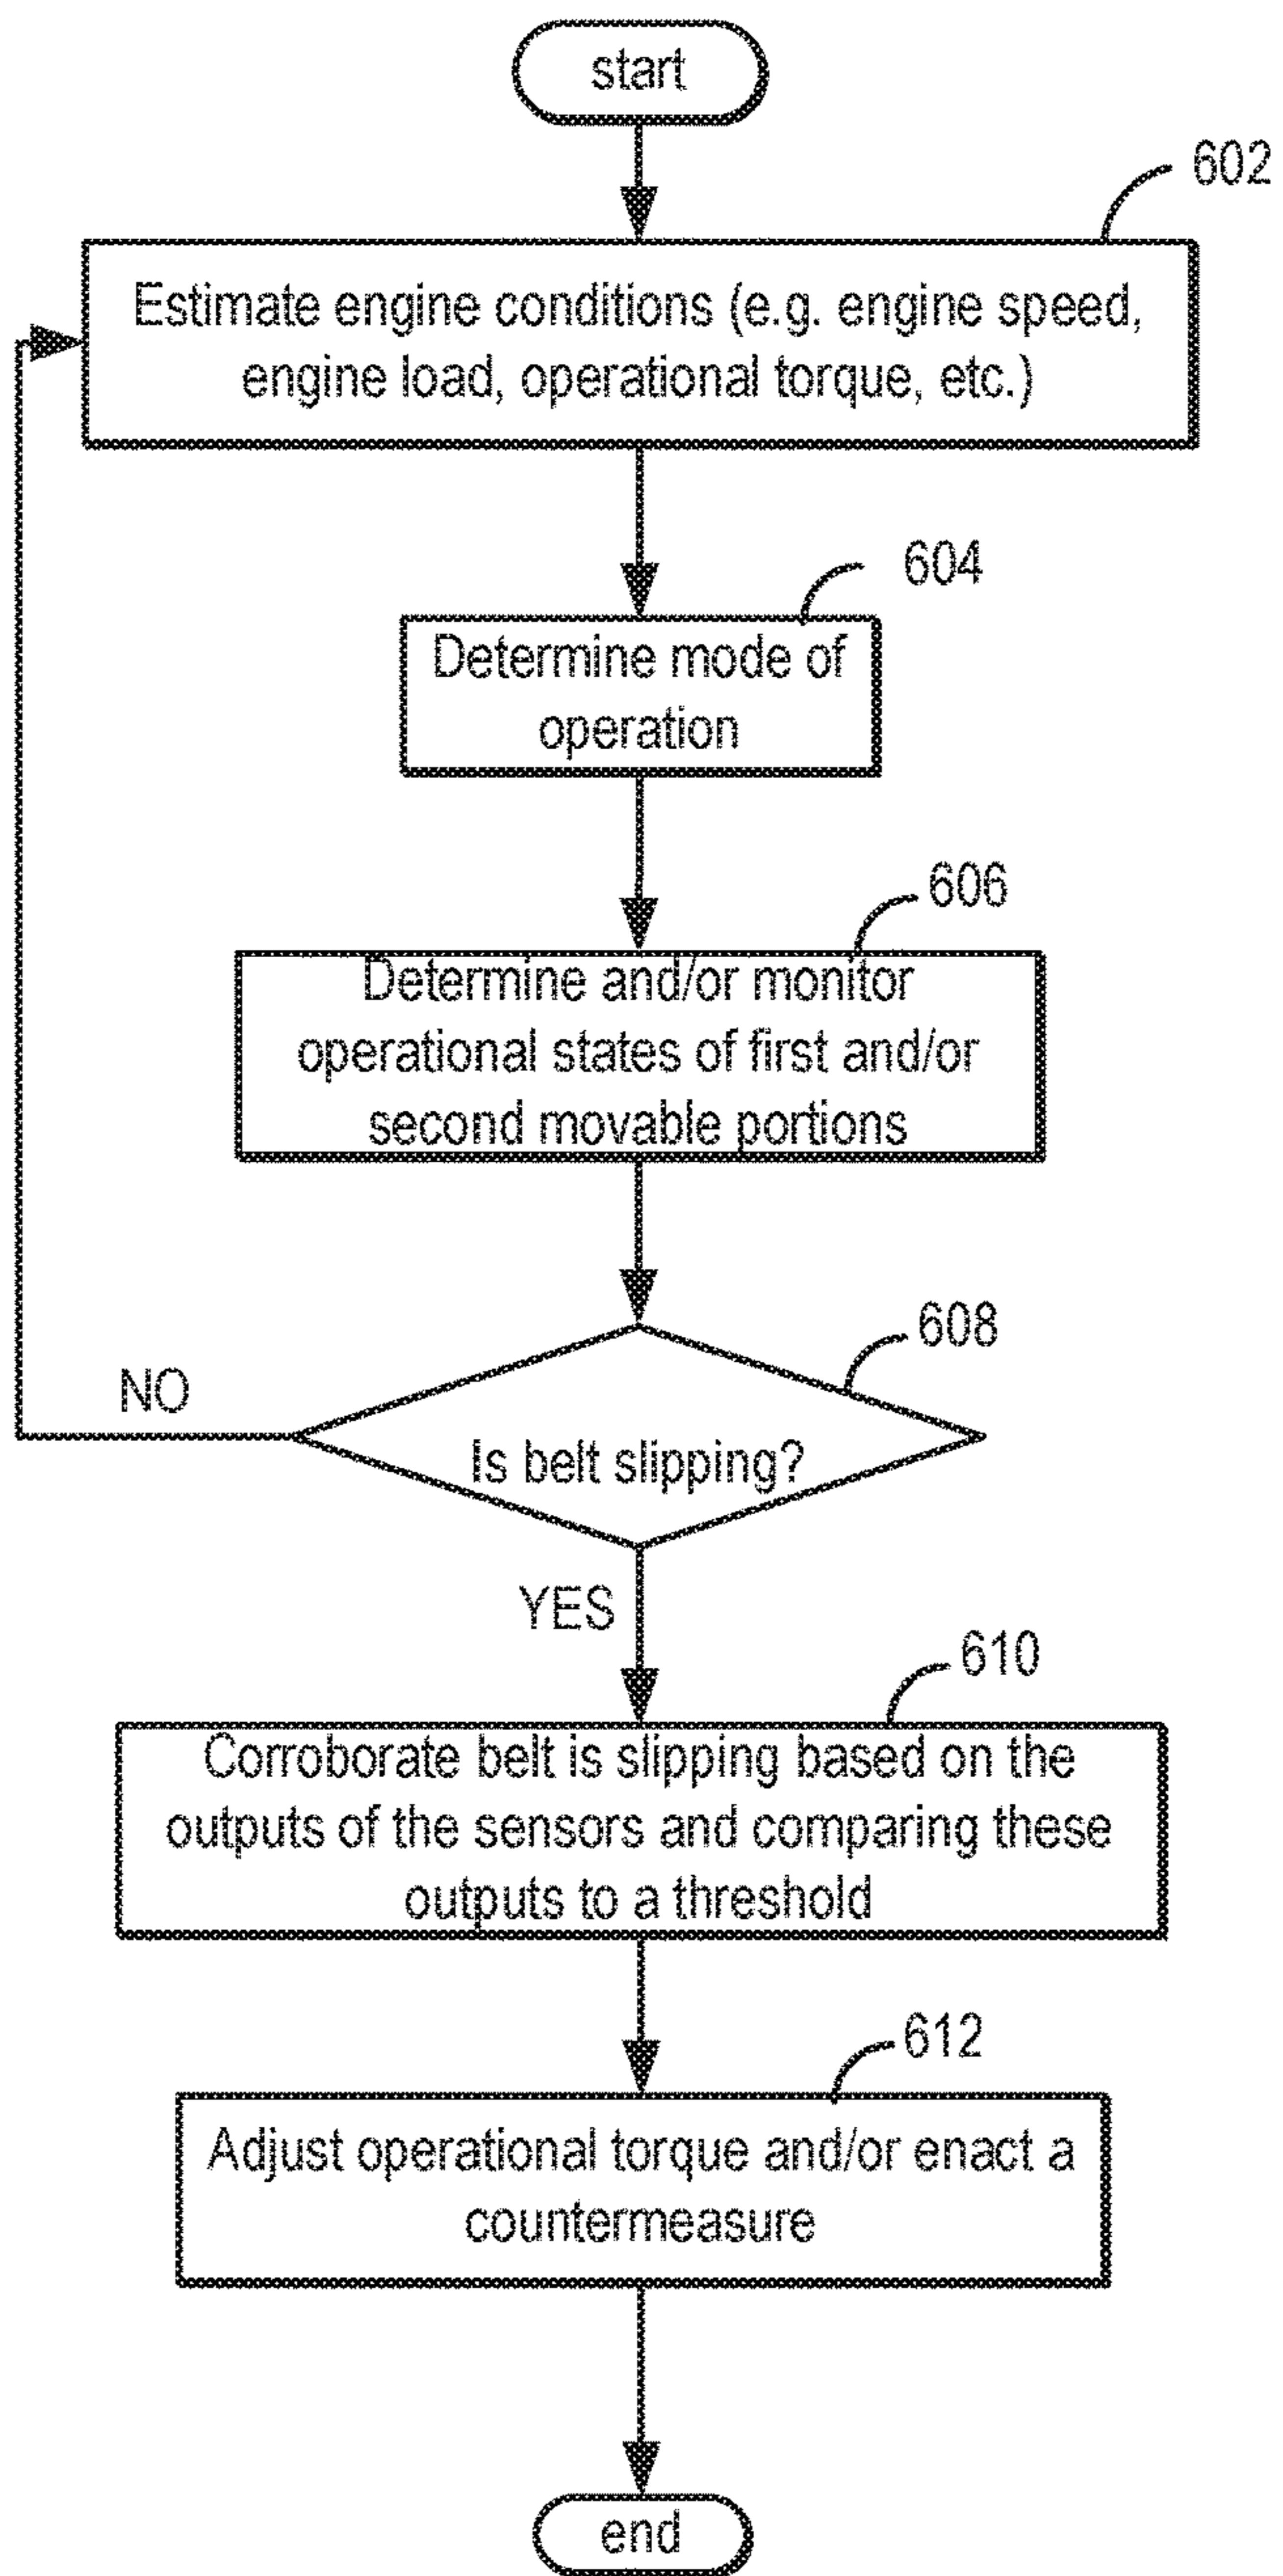 start
602
Estimate engine conditions (e.g. engine speed,
engine load, operational torque, etc.)
604
Determine mode of
operation
606
Determine and/or monitor
operational states of first and/or
second movable portions
608
NO
Is belt slipping?
YES
610
Corroborate belt is slipping based on the
outputs of the sensors and comparing these
outputs to a threshold
612
Adjust operational torque and/or enact a
countermeasure
end